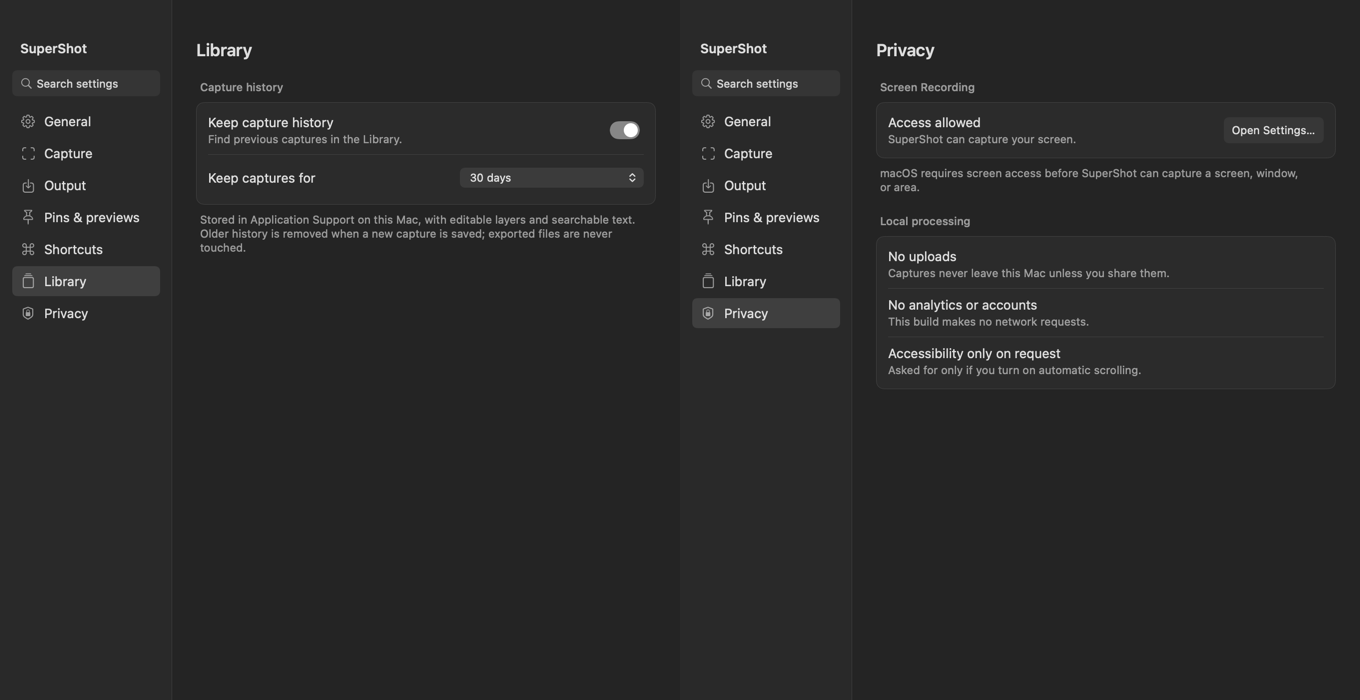 SuperShot
Search settings
General
Capture
Output
Pins & previews
Shortcuts
Library
Privacy
Library
Capture history
Keep capture history
Find previous captures in the Library.
Keep captures for
30 days
Stored in Application Support on this Mac, with editable layers and searchable text.
Older history is removed when a new capture is saved; exported files are never
touched.
SuperShot
Search settings
General
Capture
Output
Pins & previews
Shortcuts
Library
Privacy
Privacy
Screen Recording
Access allowed
SuperShot can capture your screen.
Open Settings...
macOS requires screen access before SuperShot can capture a screen, window,
or area.
Local processing
No uploads
Captures never leave this Mac unless you share them.
No analytics or accounts
This build makes no network requests.
Accessibility only on request
Asked for only if you turn on automatic scrolling.